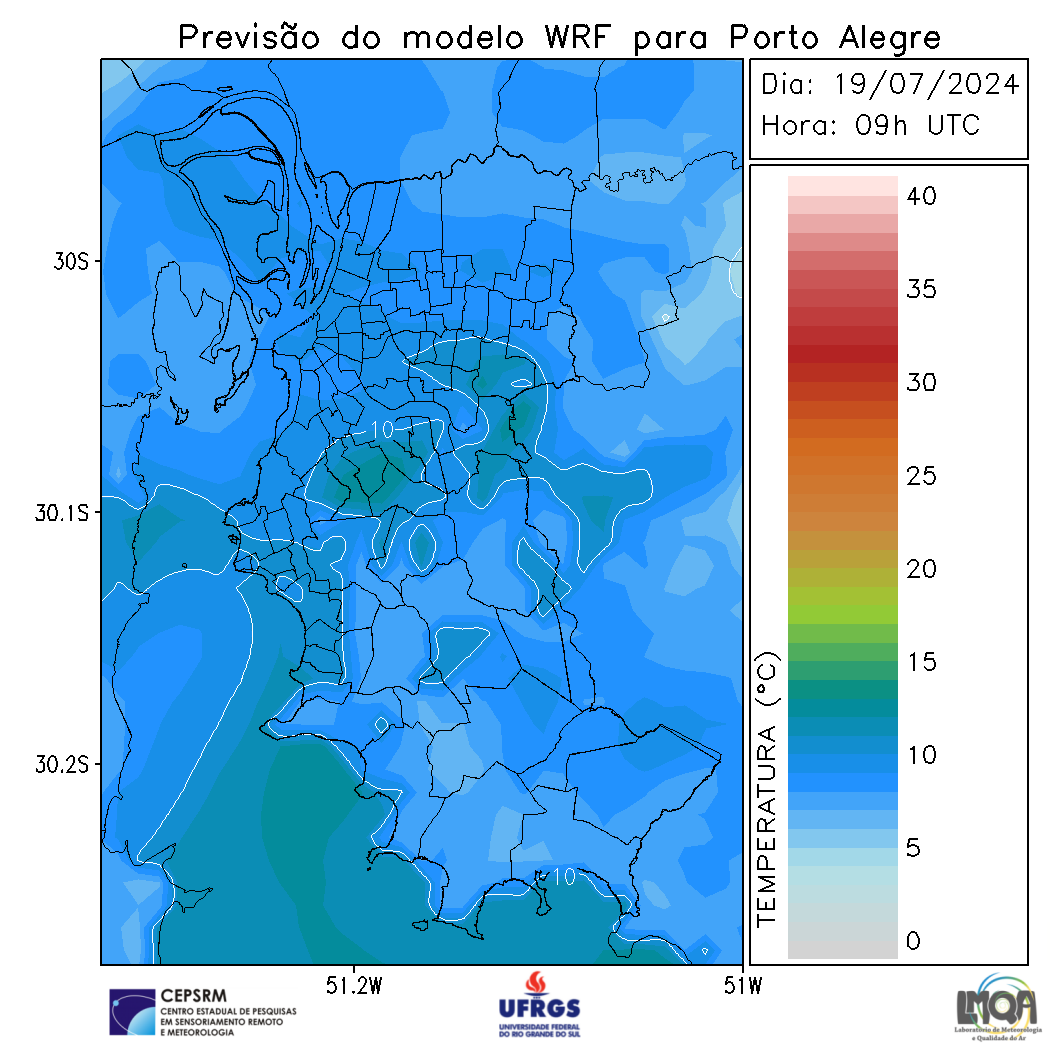 Previsão do modelo WRF para Porto Alegre
Dia: 19/07/2024
Hora: 09h UTC
40
35
30
25
20
15
10
5
0
TEMPERATURA (°C)
30S
30.1S
30.2S
51.2W
51W
10
10
CEPSRM
CENTRO ESTADUAL DE PESQUISAS
EM SENSORIAMENTO REMOTO
E METEOROLOGIA
UFRGS
UNIVERSIDADE FEDERAL
DO RIO GRANDE DO SUL
LMQA
Laboratório de Meteorologia
e Qualidade do Ar